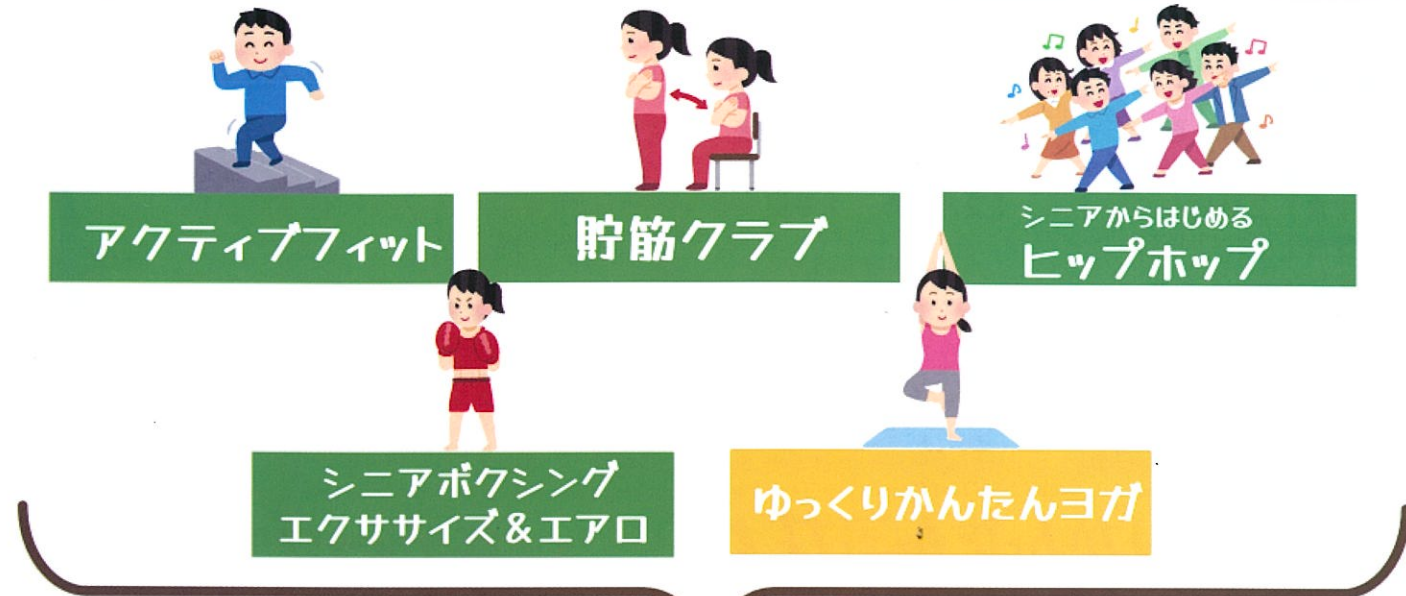 アクティブフィット
貯筋クラブ
シニアからはじめる
ヒップホップ
シニアボクシング
エクササイズ&エアロ
ゆっくりかんたんヨガ